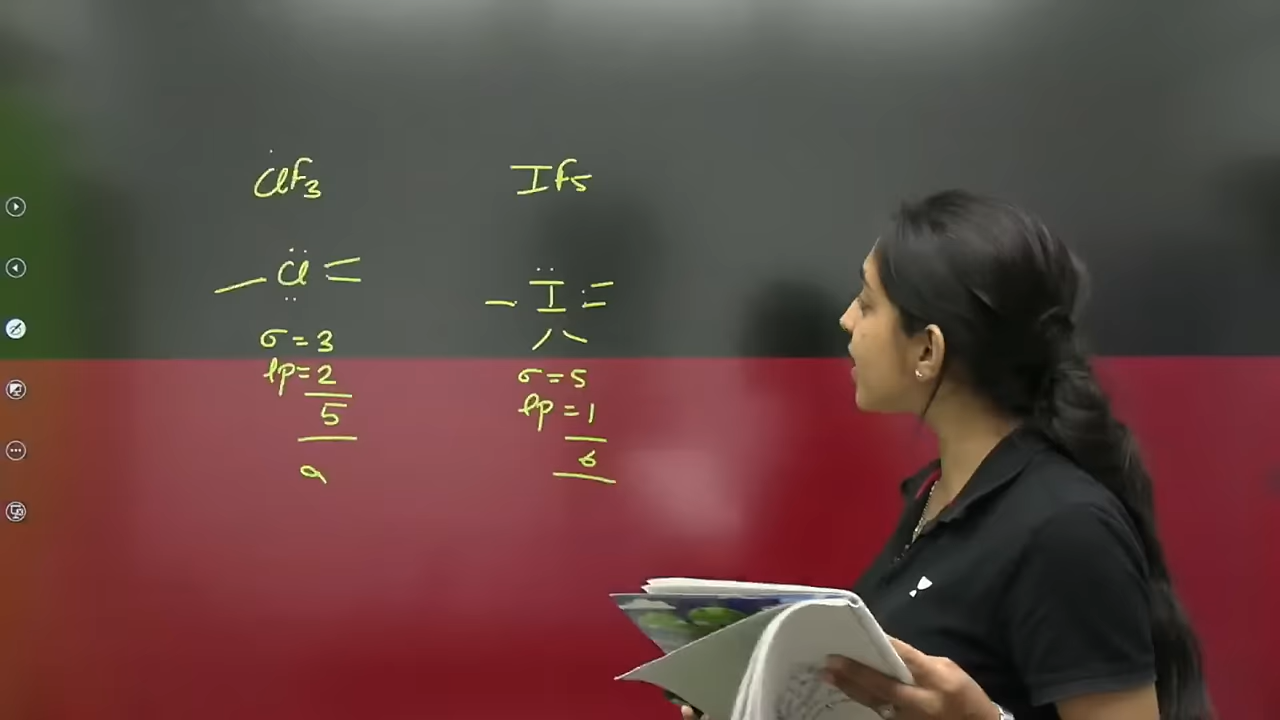 ClF3
Cl
σ = 3
lp = 2
5
IF5
I
σ = 5
lp = 1
6